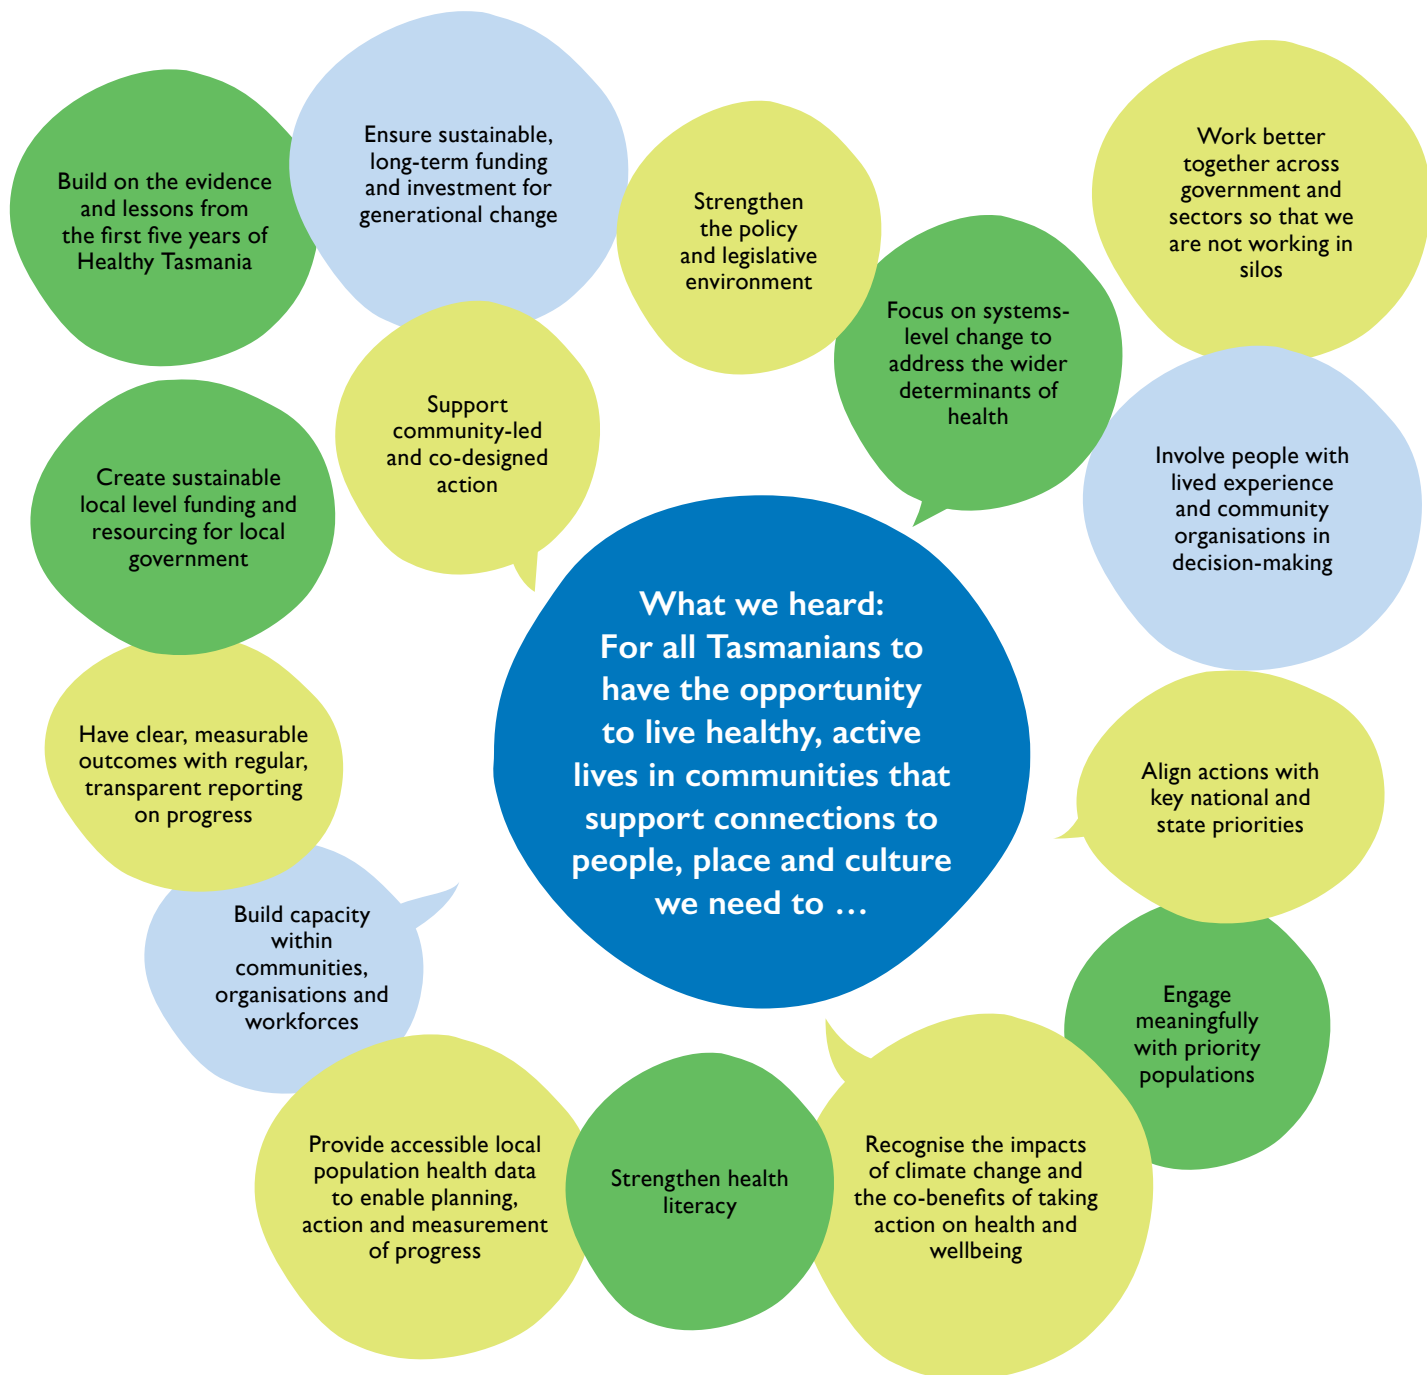 Build on the evidence
and lessons from
the first five years of
Healthy Tasmania
Ensure sustainable,
long-term funding
and investment for
generational change
Strengthen
the policy
and legislative
environment
Work better
together across
government and
sectors so that we
are not working in
silos
Focus on systems-
level change to
address the wider
determinants of
health
Support
community-led
and co-designed
action
Create sustainable
local level funding and
resourcing for local
government
Involve people with
lived experience
and community
organisations in
decision-making
What we heard:
For all Tasmanians to
have the opportunity
to live healthy, active
lives in communities that
support connections to
people, place and culture
we need to …
Have clear, measurable
outcomes with regular,
transparent reporting
on progress
Align actions with
key national and
state priorities
Build capacity
within
communities,
organisations and
workforces
Engage
meaningfully
with priority
populations
Provide accessible local
population health data
to enable planning,
action and measurement
of progress
Strengthen health
literacy
Recognise the impacts
of climate change and
the co-benefits of taking
action on health and
wellbeing